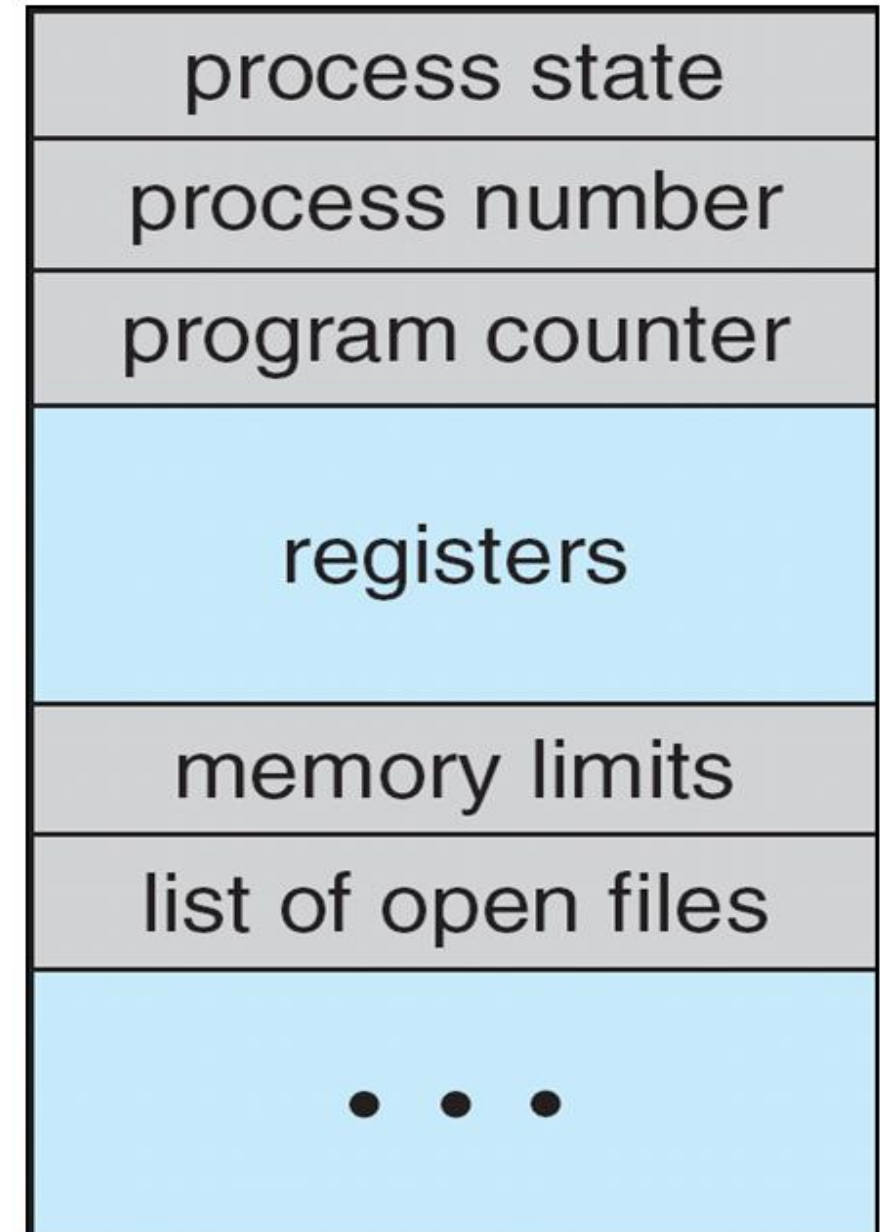 process state
process number
program counter
registers
memory limits
list of open files
• • •